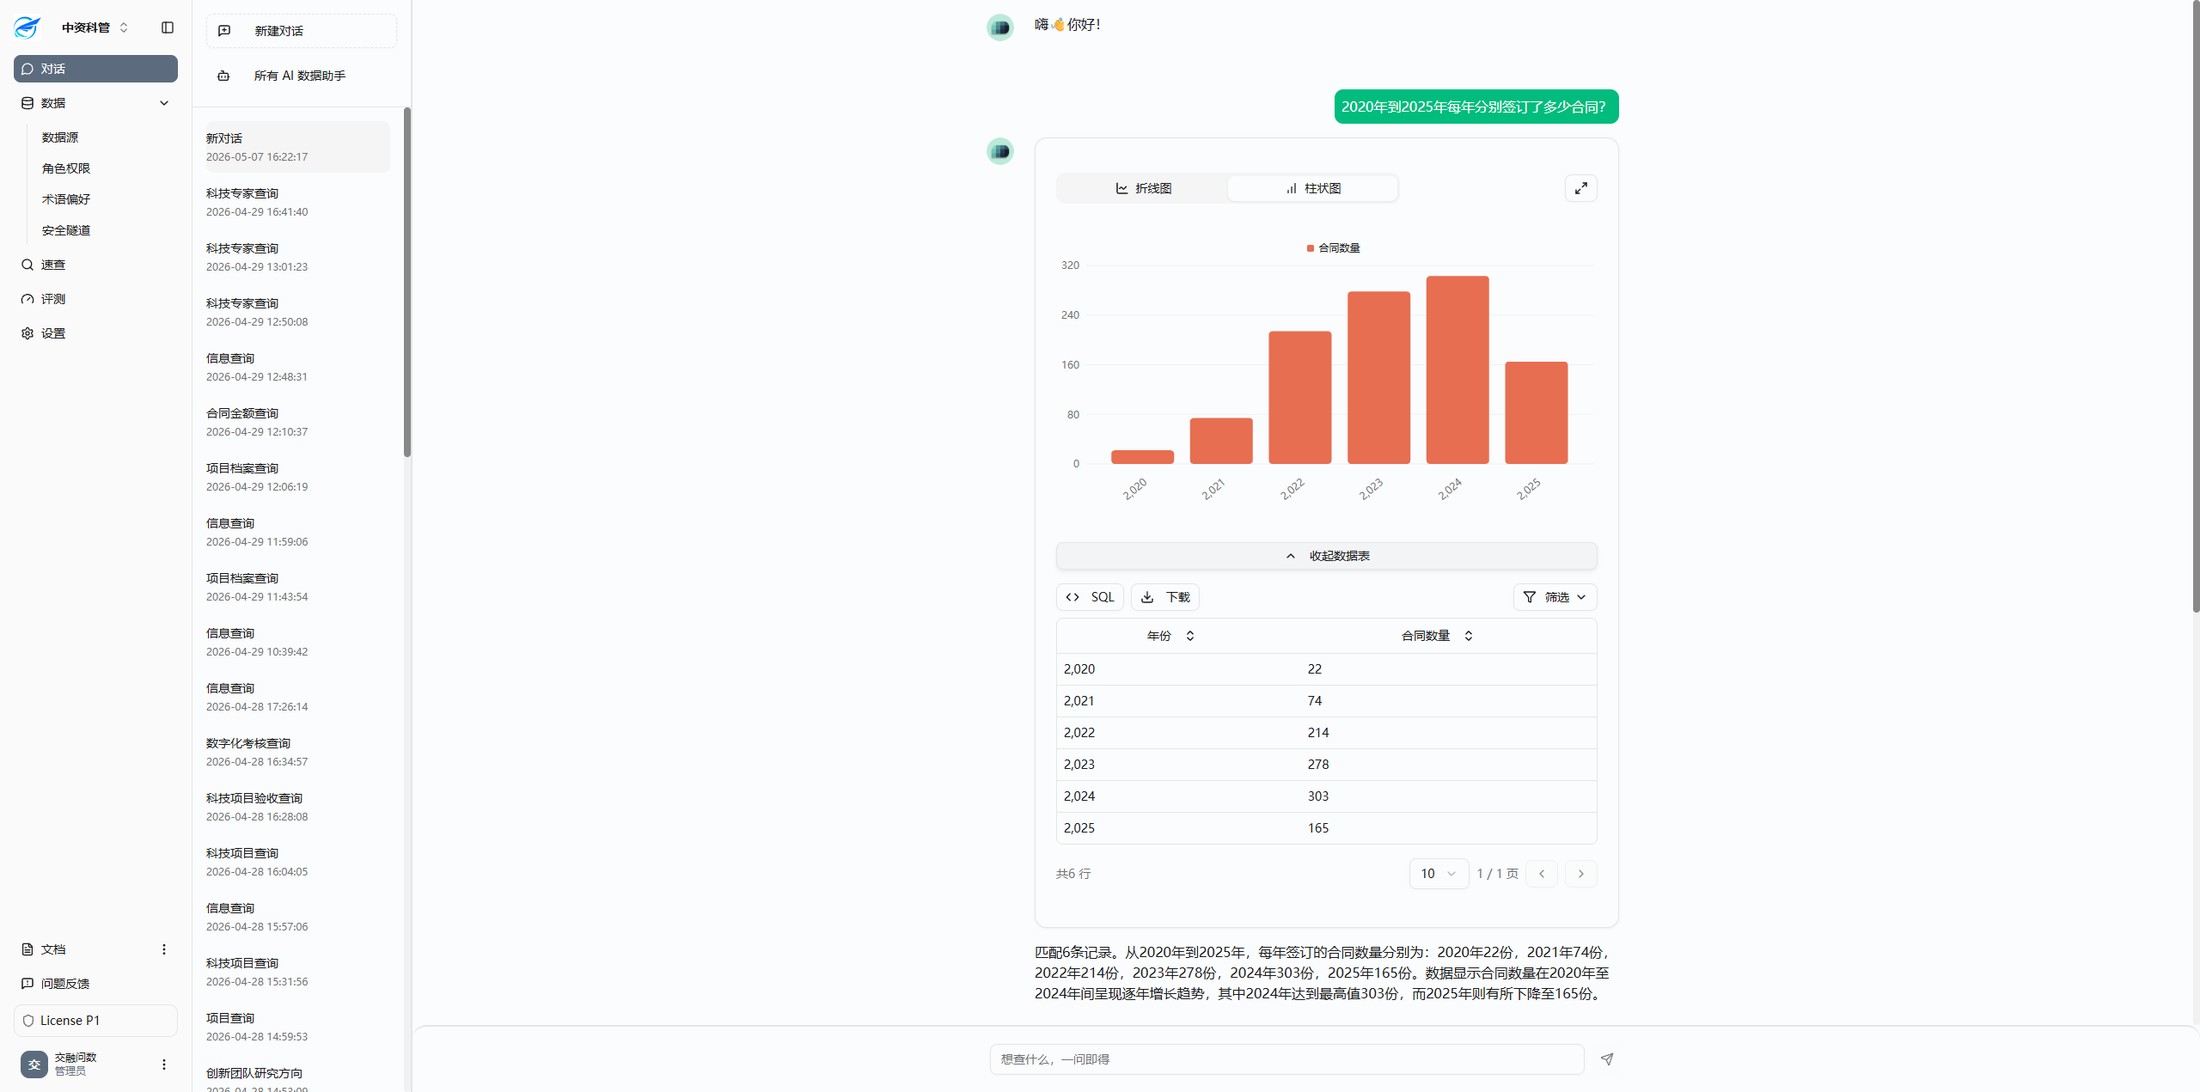 中资科管
对话
数据
数据源
角色权限
术语偏好
安全隧道
速查
评测
设置
文档
问题反馈
License P1
交
交融问数
管理员
新建对话
所有 AI 数据助手
新对话
2026-05-07 16:22:17
科技专家查询
2026-04-29 16:41:40
科技专家查询
2026-04-29 13:01:23
科技专家查询
2026-04-29 12:50:08
信息查询
2026-04-29 12:48:31
合同金额查询
2026-04-29 12:10:37
项目档案查询
2026-04-29 12:06:19
信息查询
2026-04-29 11:59:06
项目档案查询
2026-04-29 11:43:54
信息查询
2026-04-29 10:39:42
信息查询
2026-04-28 17:26:14
数字化考核查询
2026-04-28 16:34:57
科技项目验收查询
2026-04-28 16:28:08
科技项目查询
2026-04-28 16:04:05
信息查询
2026-04-28 15:57:06
科技项目查询
2026-04-28 15:31:56
项目查询
2026-04-28 14:59:53
创新团队研究方向
2026-04-28 14:53:09
嗨👋你好！
2020年到2025年每年分别签订了多少合同？
折线图
柱状图
合同数量
320
240
160
80
0
2,020
2,021
2,022
2,023
2,024
2,025
收起数据表
SQL
下载
筛选
年份 合同数量
2,020 22
2,021 74
2,022 214
2,023 278
2,024 303
2,025 165
共6 行
10
1 / 1 页
匹配6条记录。从2020年到2025年，每年签订的合同数量分别为：2020年22份，2021年74份，
2022年214份，2023年278份，2024年303份，2025年165份。数据显示合同数量在2020年至
2024年间呈现逐年增长趋势，其中2024年达到最高值303份，而2025年则有所下降至165份。
想查什么，一问即得